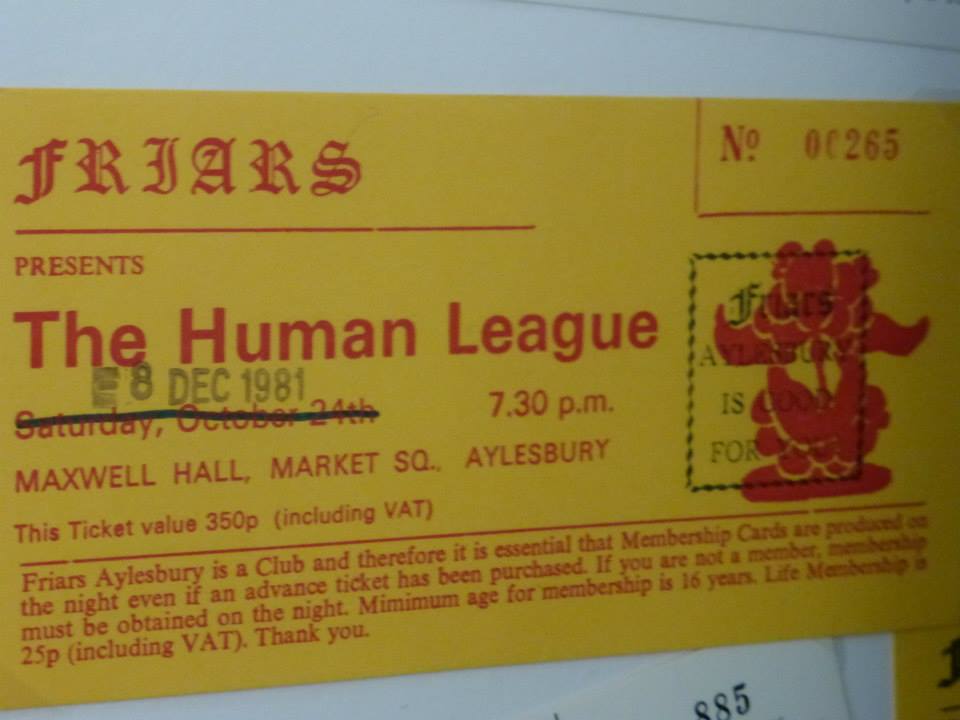 FRIARS
Nº 00265
PRESENTS
The Human League
8 DEC 1981
Saturday, October 24th
7.30 p.m.
MAXWELL HALL, MARKET SQ., AYLESBURY
This Ticket value 350p (including VAT)
Friars
AYLESBURY
IS GOOD
FOR YOU
Friars Aylesbury is a Club and therefore it is essential that Membership Cards are produced on
the night even if an advance ticket has been purchased. If you are not a member, membership
must be obtained on the night. Mimimum age for membership is 16 years. Life Membership is
25p (including VAT). Thank you.
885